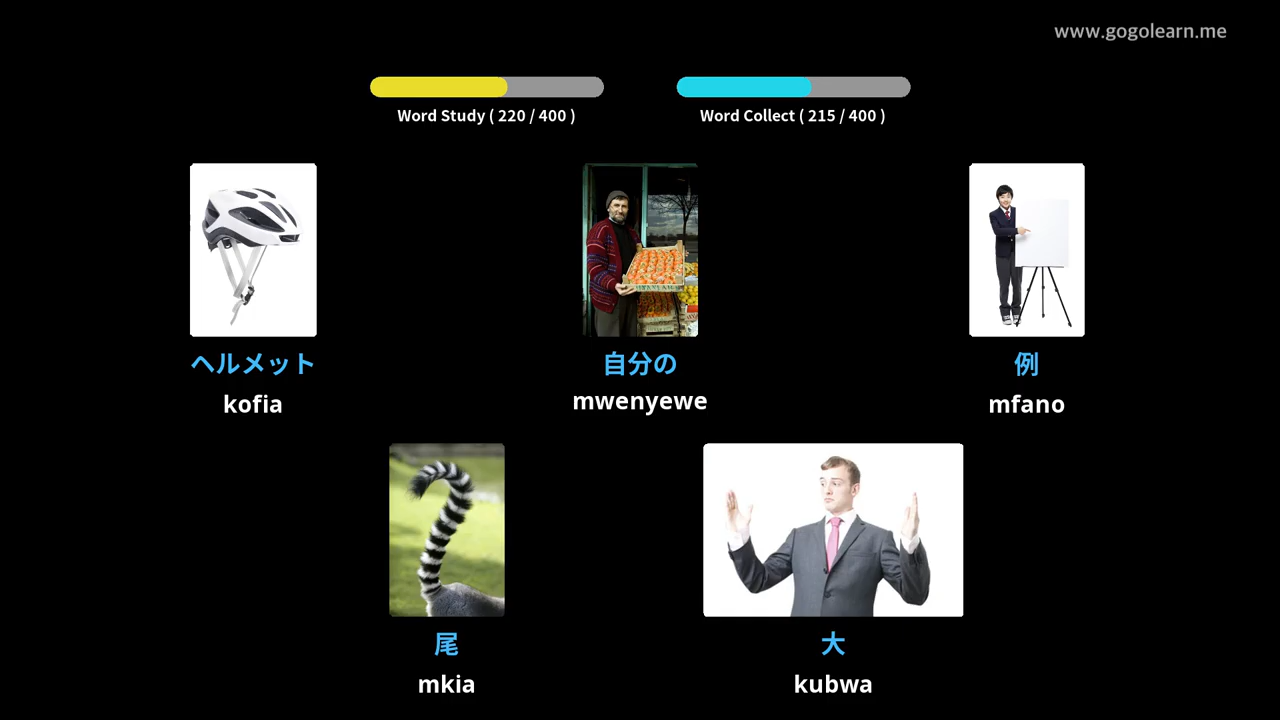 www.gogolearn.me
Word Study ( 220 / 400 )
Word Collect ( 215 / 400 )
ヘルメット
kofia
自分の
mwenyewe
例
mfano
尾
mkia
大
kubwa